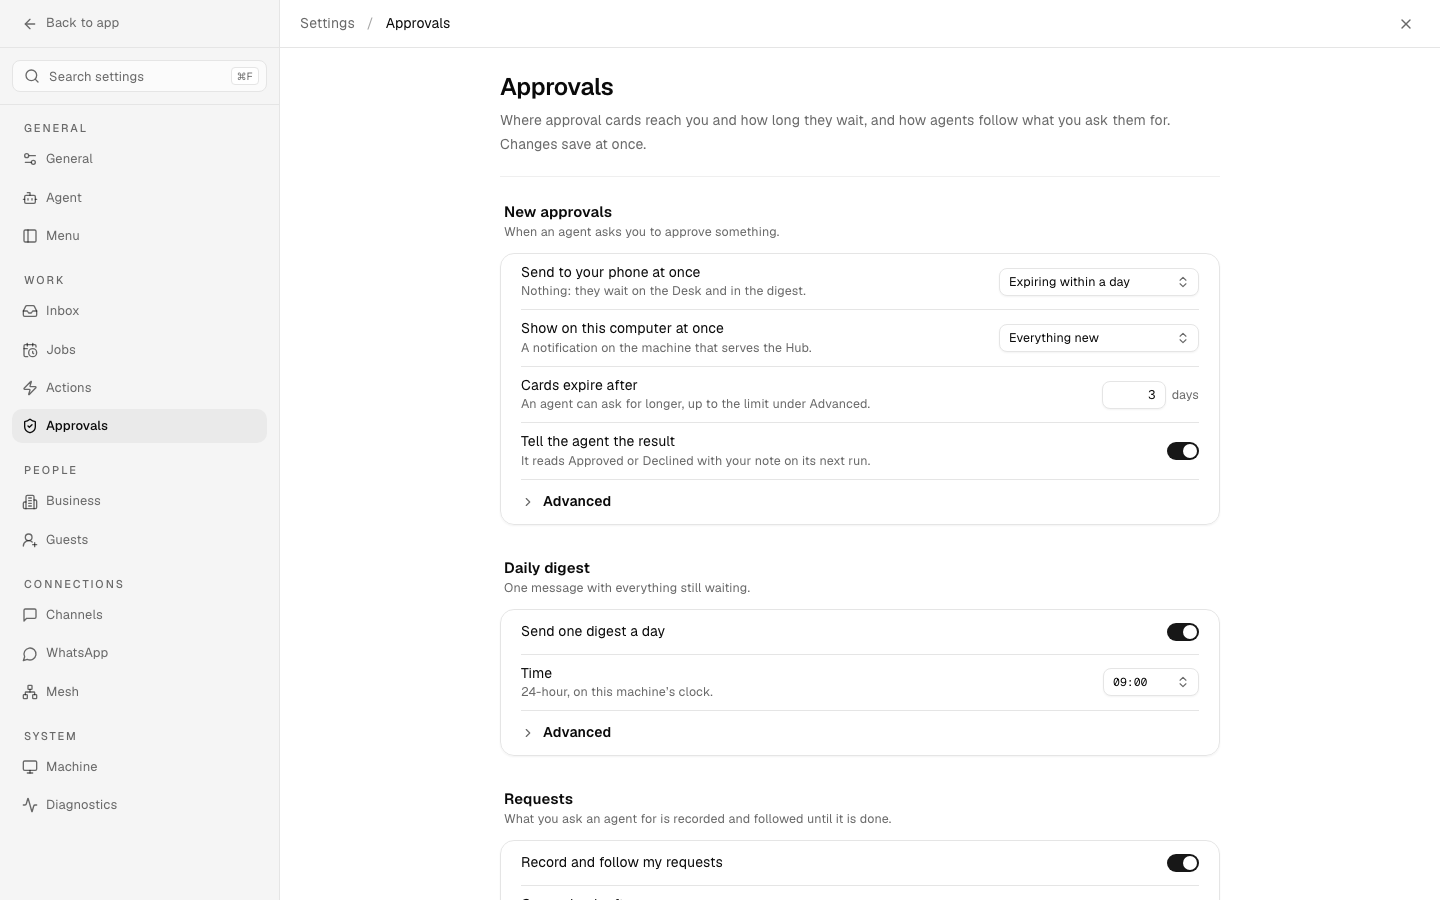 Back to app
Settings / Approvals
Search settings
⌘F
GENERAL
General
Agent
Menu
WORK
Inbox
Jobs
Actions
Approvals
PEOPLE
Business
Guests
CONNECTIONS
Channels
WhatsApp
Mesh
SYSTEM
Machine
Diagnostics
Approvals
Where approval cards reach you and how long they wait, and how agents follow what you ask them for.
Changes save at once.
New approvals
When an agent asks you to approve something.
Send to your phone at once
Nothing: they wait on the Desk and in the digest.
Expiring within a day
Show on this computer at once
A notification on the machine that serves the Hub.
Everything new
Cards expire after
An agent can ask for longer, up to the limit under Advanced.
3 days
Tell the agent the result
It reads Approved or Declined with your note on its next run.
Advanced
Daily digest
One message with everything still waiting.
Send one digest a day
Time
24-hour, on this machine's clock.
09:00
Advanced
Requests
What you ask an agent for is recorded and followed until it is done.
Record and follow my requests